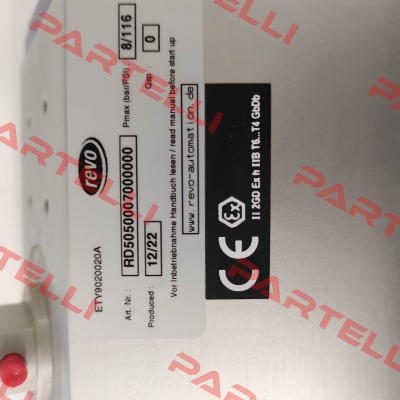 PARTELLI
revo
ETY9020020A
Art. Nr.: RD5050007000000 Pmax (bar/PSI) 8/116
Produced: 12/22 Qsp: 0
Vor Inbetriebnahme Handbuch lesen / read manual before start up
www.revo-automation.de
CE Ex
II 2GD Ex h IIB T6...T4 GbDb
PARTELLI
PARTELLI
PARTELLI
PARTELLI